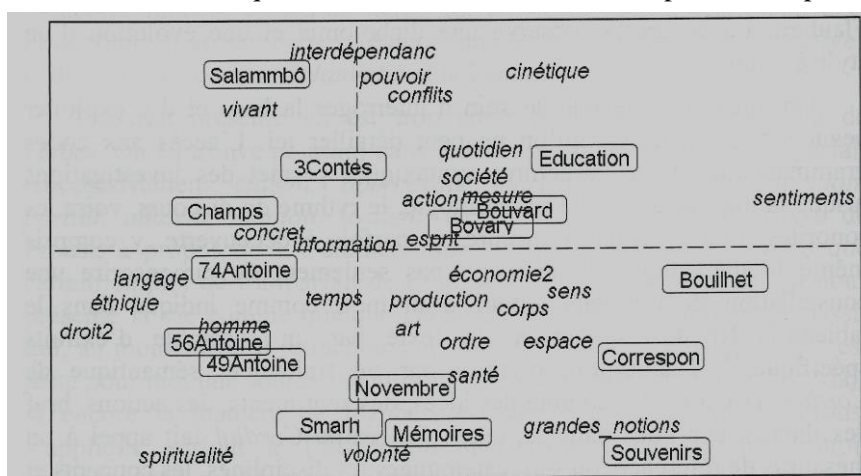 interdépendanc
Salammbô pouvoir cinétique
conflits
vivant
quotidien Education
3Contes
société
action mesure sentiments
Champs Bouvard
Bovary
concret esprit
information
74Antoine économie2 Bouilhet
langage
éthique temps production sens
corps
droit2 homme art
56Antoine ordre espace
49Antoine Correspon
santé
Novembre
Smarh Mémoires grandes_notions
spiritualité volonté Souvenirs